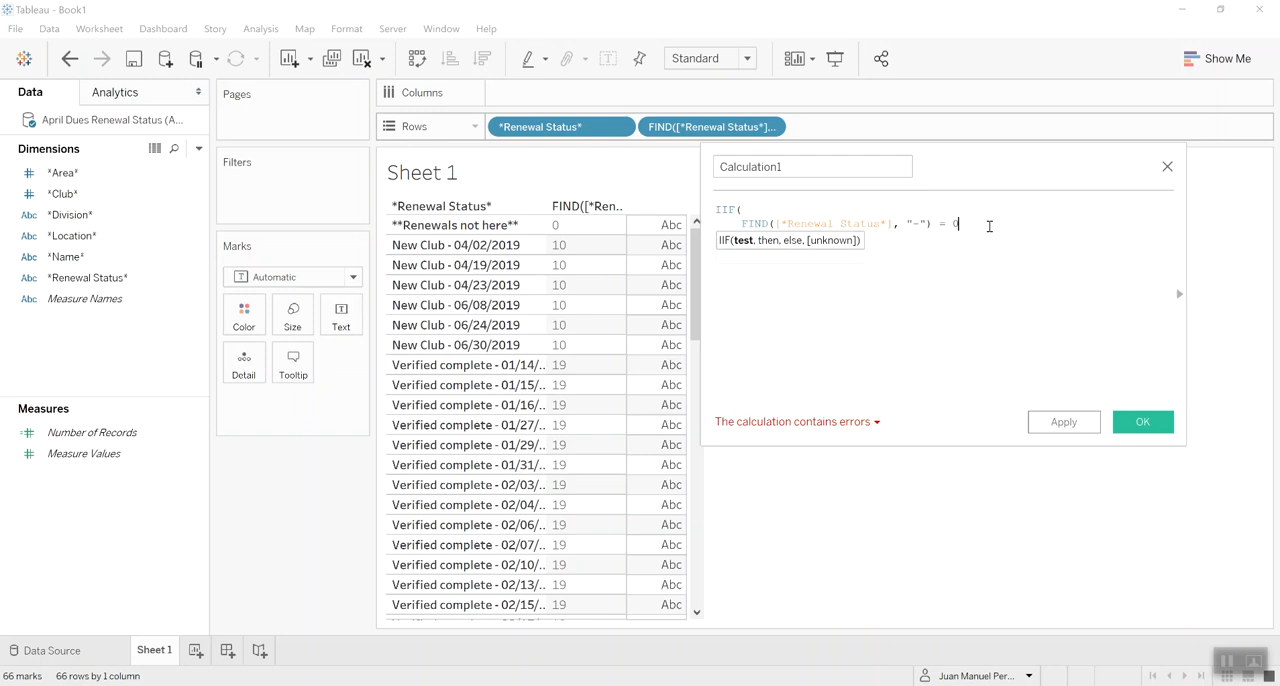 Tableau - Book1
File Data Worksheet Dashboard Story Analysis Map Format Server Window Help
Standard
Show Me
Data Analytics
April Dues Renewal Status (A...
Dimensions
*Area*
*Club*
Abc *Division*
Abc *Location*
Abc *Name*
Abc *Renewal Status*
Abc Measure Names
Measures
Number of Records
Measure Values
Pages
Filters
Marks
Automatic
Color Size Text
Detail Tooltip
Columns
Rows *Renewal Status* FIND([*Renewal Status*],...
Sheet 1
*Renewal Status* FIND([*Ren..
**Renewals not here** 0 Abc
New Club - 04/02/2019 10 Abc
New Club - 04/19/2019 10 Abc
New Club - 04/23/2019 10 Abc
New Club - 06/08/2019 10 Abc
New Club - 06/24/2019 10 Abc
New Club - 06/30/2019 10 Abc
Verified complete - 01/14/.. 19 Abc
Verified complete - 01/15/.. 19 Abc
Verified complete - 01/16/.. 19 Abc
Verified complete - 01/27/.. 19 Abc
Verified complete - 01/29/.. 19 Abc
Verified complete - 01/31/.. 19 Abc
Verified complete - 02/03/.. 19 Abc
Verified complete - 02/04/.. 19 Abc
Verified complete - 02/06/.. 19 Abc
Verified complete - 02/07/.. 19 Abc
Verified complete - 02/10/.. 19 Abc
Verified complete - 02/13/.. 19 Abc
Verified complete - 02/15/.. 19 Abc
Calculation1
IIF(
FIND([*Renewal Status*], "-") = 0
IIF(test, then, else, [unknown])
The calculation contains errors
Apply OK
Data Source Sheet 1
66 marks 66 rows by 1 column
Juan Manuel Per...